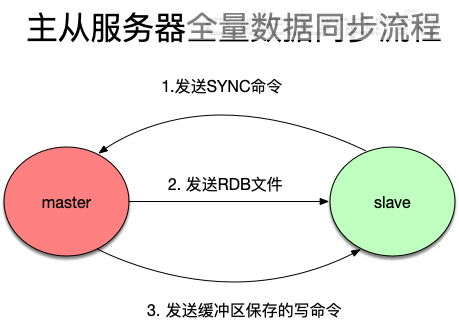 主从服务器全量数据同步流程
1.发送SYNC命令
2. 发送RDB文件
master
slave
3. 发送缓冲区保存的写命令